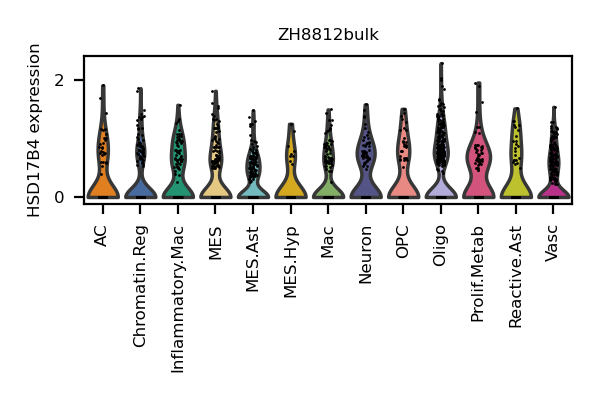 ZH8812bulk
HSD17B4 expression
2
0
AC
Chromatin.Reg
Inflammatory.Mac
MES
MES.Ast
MES.Hyp
Mac
Neuron
OPC
Oligo
Prolif.Metab
Reactive.Ast
Vasc